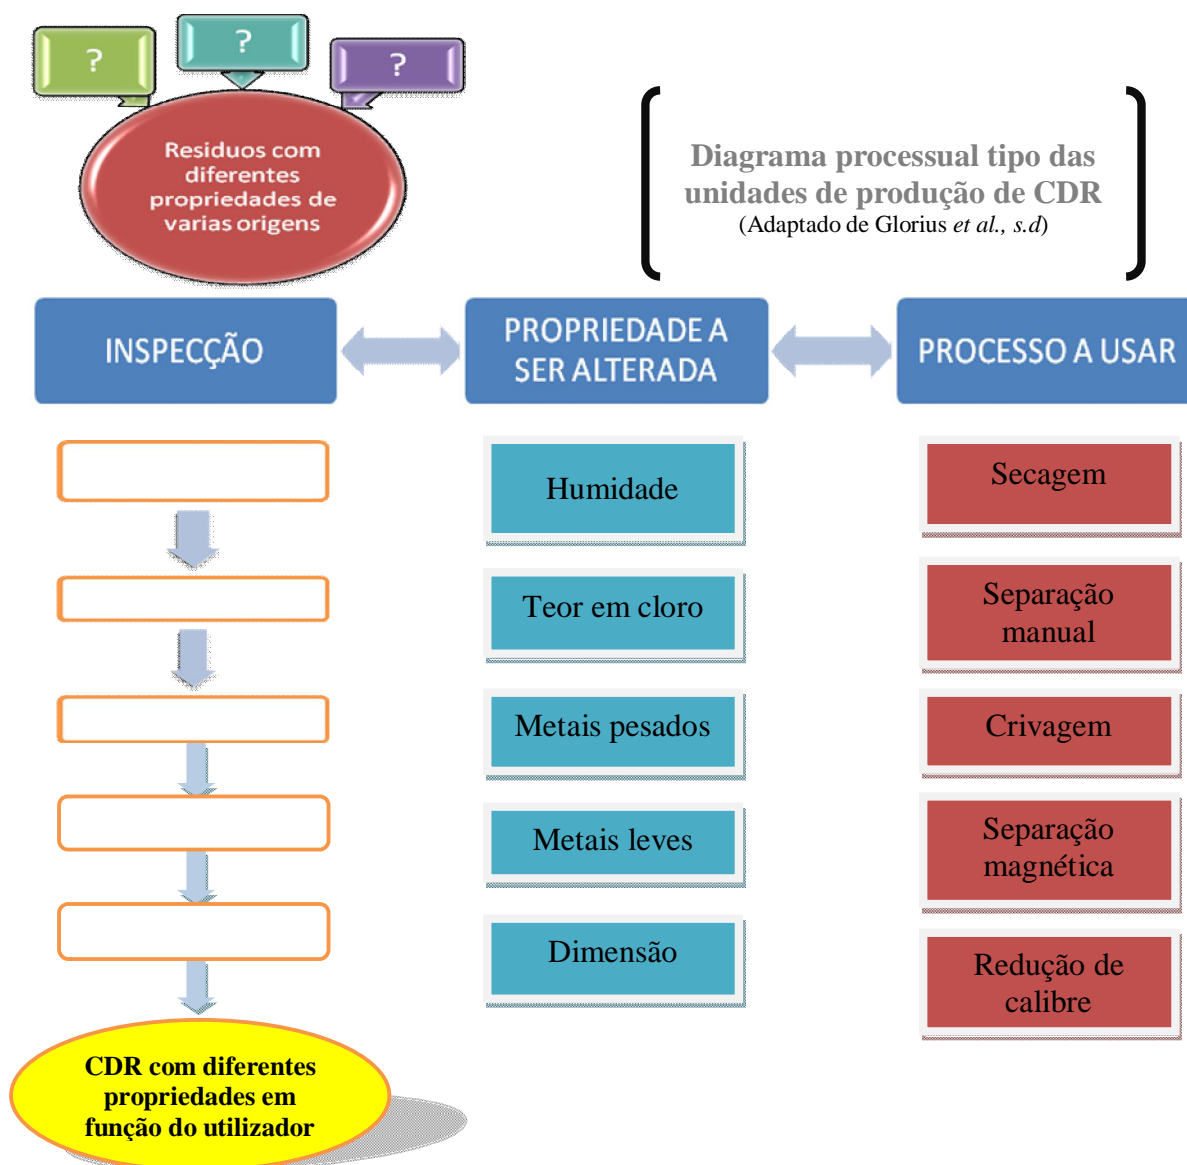 ?
?
?
Residuos com
diferentes
propriedades de
varias origens
Diagrama processual tipo das
unidades de produção de CDR
(Adaptado de Glorius et al., s.d)
INSPECÇÃO
PROPRIEDADE A
SER ALTERADA
PROCESSO A USAR
Humidade
Secagem
Teor em cloro
Separação
manual
Metais pesados
Crivagem
Metais leves
Separação
magnética
Dimensão
Redução de
calibre
CDR com diferentes
propriedades em
função do utilizador